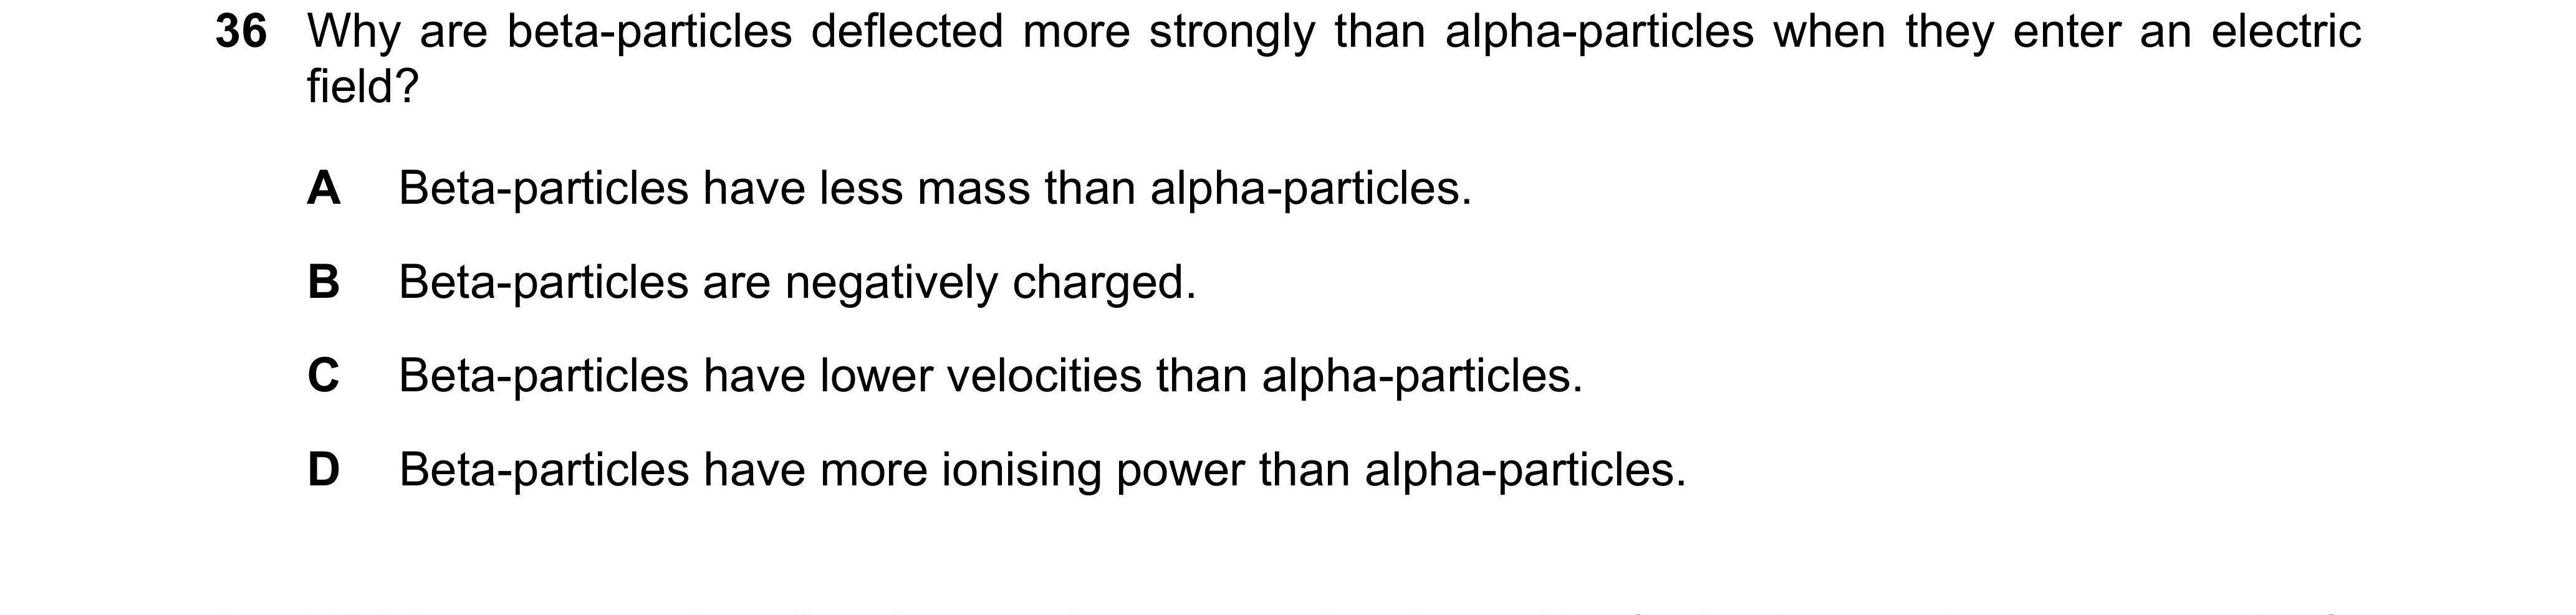 36 Why are beta-particles deflected more strongly than alpha-particles when they enter an electric
field?
A Beta-particles have less mass than alpha-particles.
B Beta-particles are negatively charged.
C Beta-particles have lower velocities than alpha-particles.
D Beta-particles have more ionising power than alpha-particles.